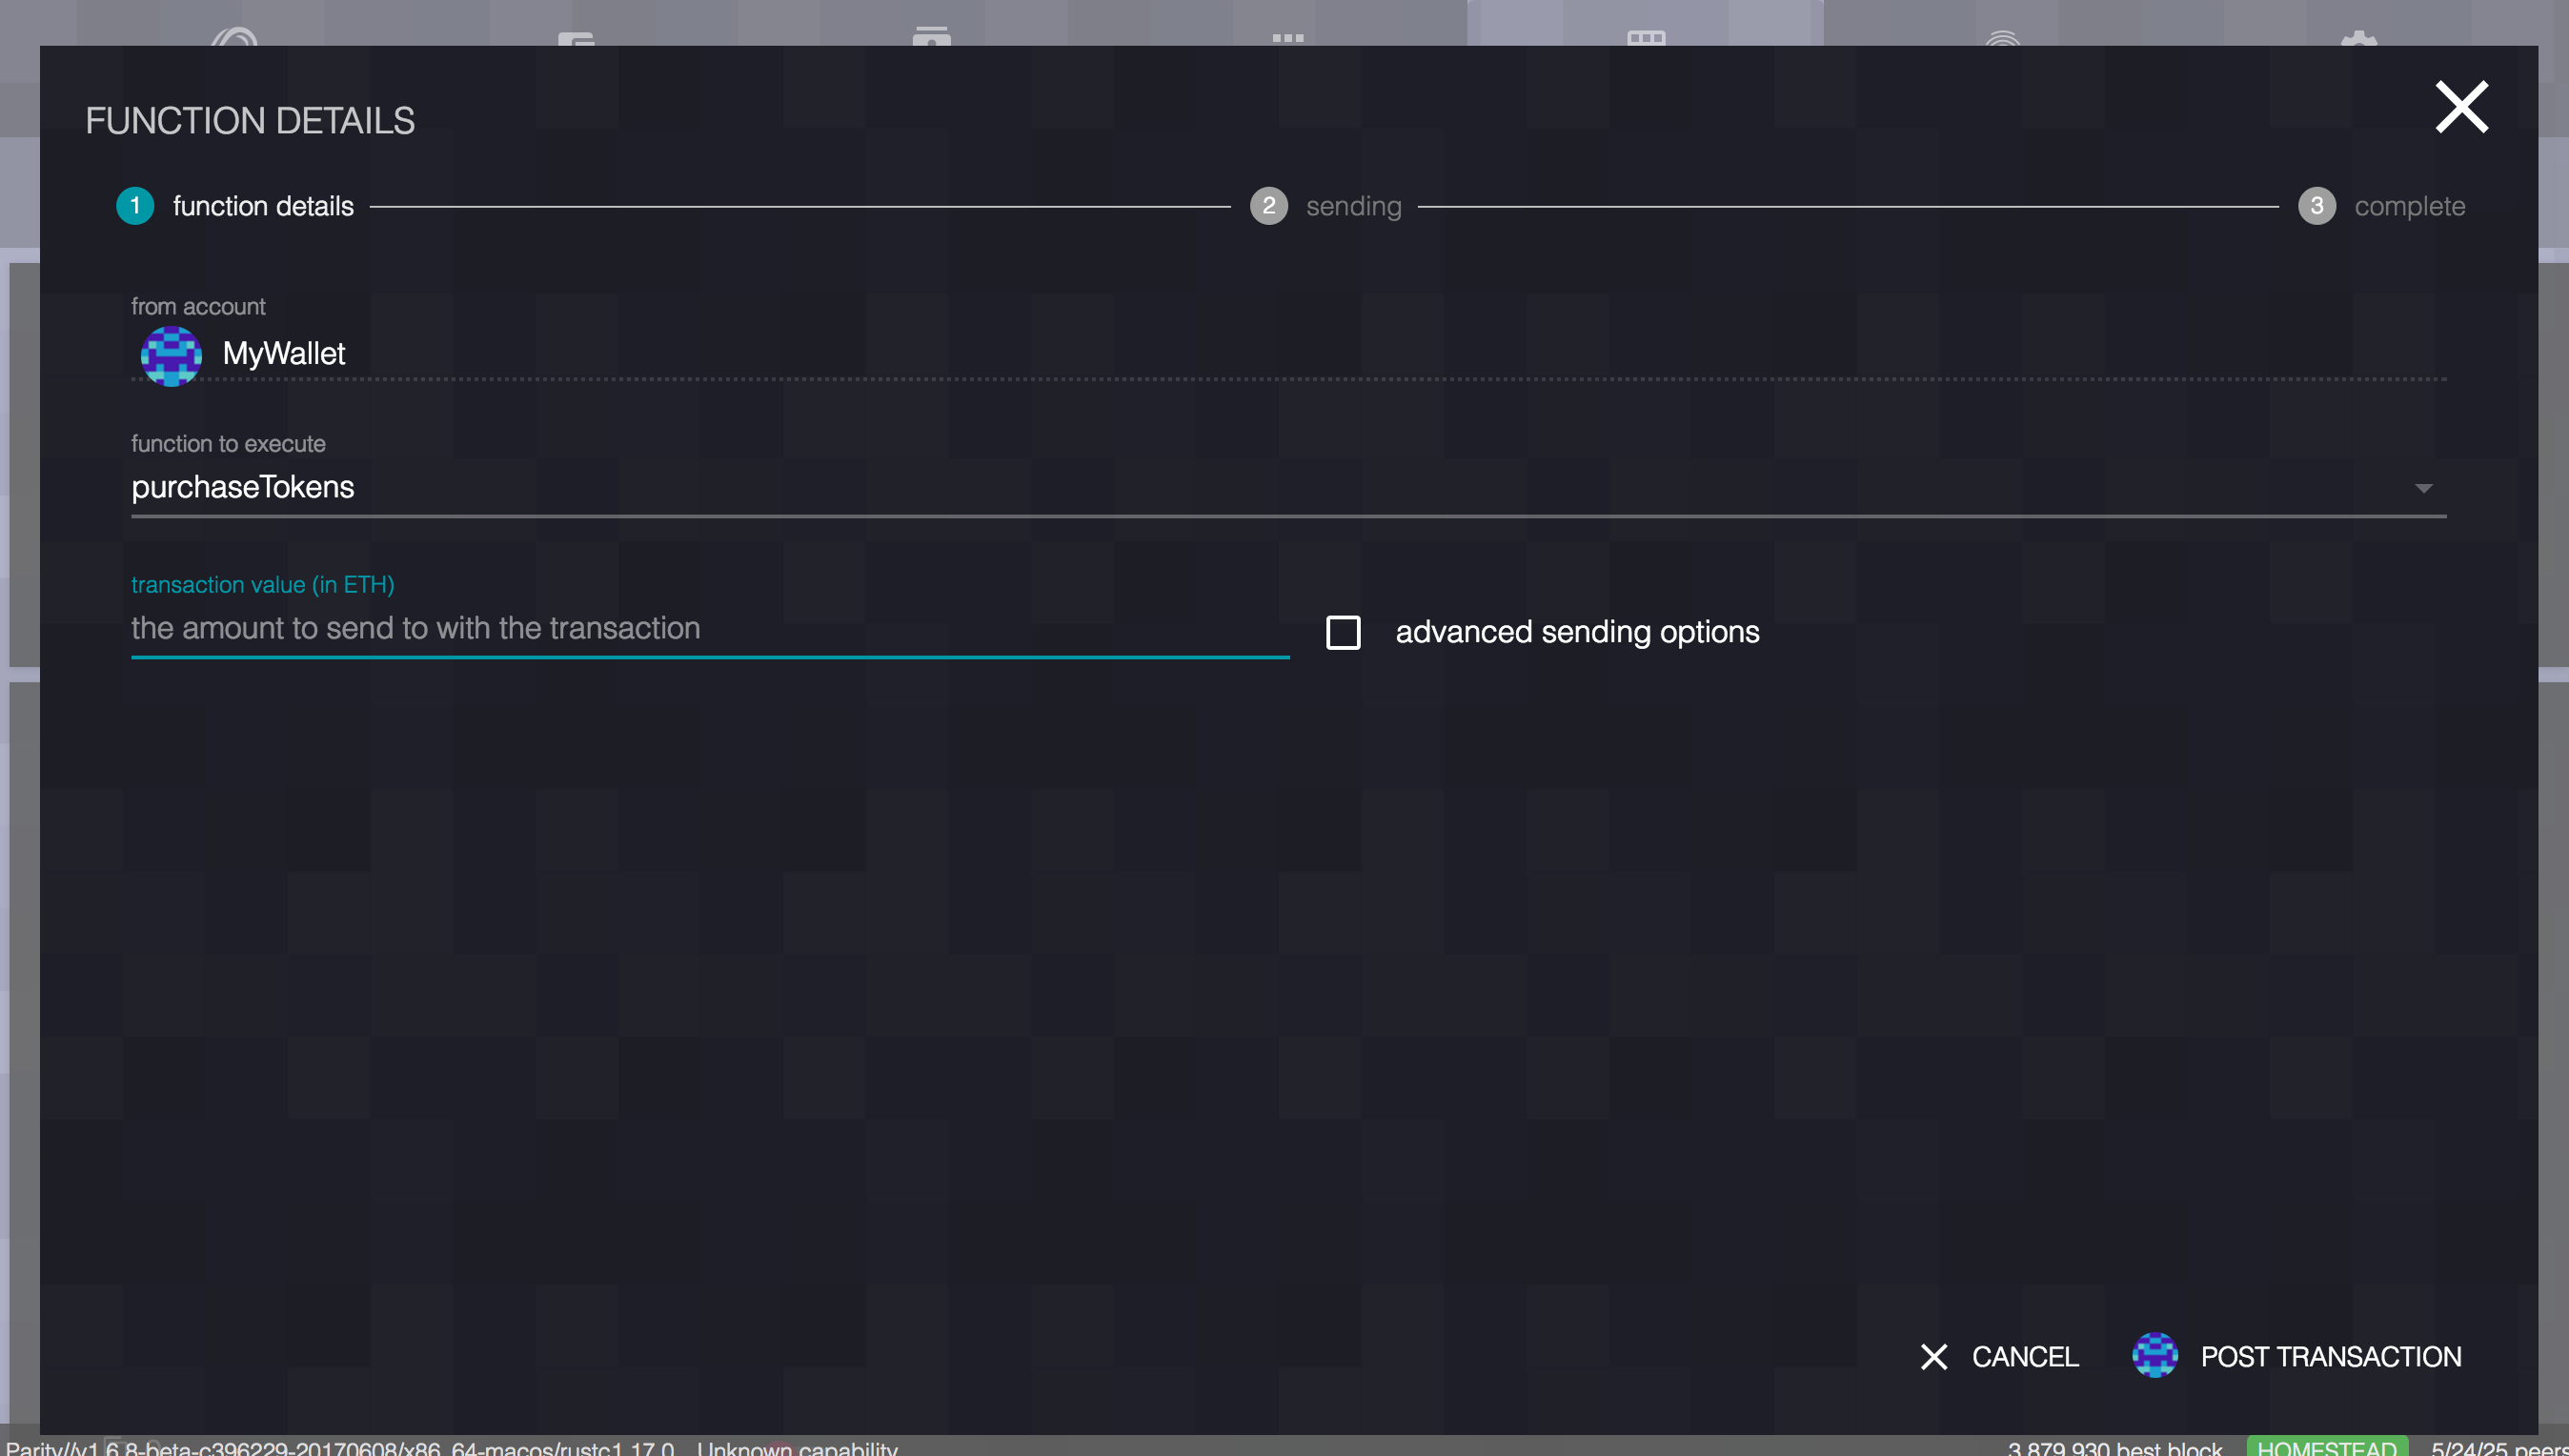 FUNCTION DETAILS
1 function details 2 sending 3 complete
from account
MyWallet
function to execute
purchaseTokens
transaction value (in ETH)
the amount to send to with the transaction
advanced sending options
CANCEL POST TRANSACTION
Parity//v1.6.8-beta-c396229-20170608/x86_64-macos/rustc1.17.0 Unknown capability 3,879,930 best block HOMESTEAD 5/24/25 peers